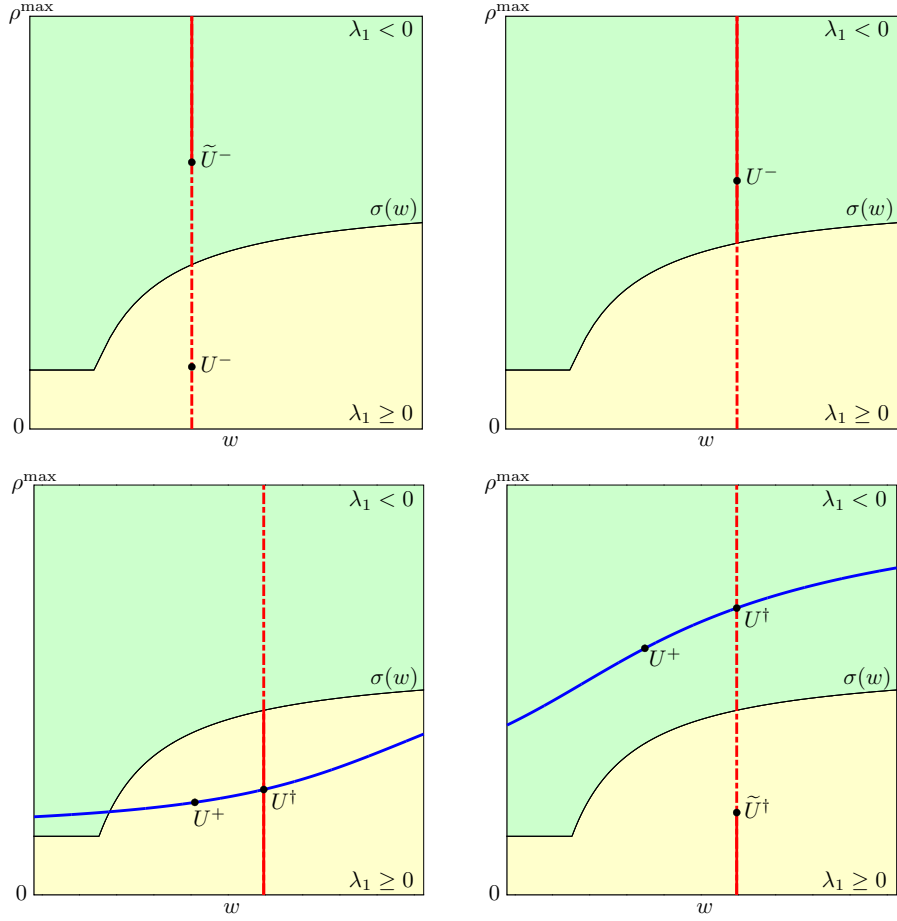 ρ^max
λ₁ < 0
Ũ⁻
σ(w)
U⁻
λ₁ ≥ 0
0
w
ρ^max
λ₁ < 0
U⁻
σ(w)
λ₁ ≥ 0
0
w
ρ^max
λ₁ < 0
σ(w)
U⁺
U†
λ₁ ≥ 0
0
w
ρ^max
λ₁ < 0
U†
U⁺
σ(w)
Ũ†
λ₁ ≥ 0
0
w